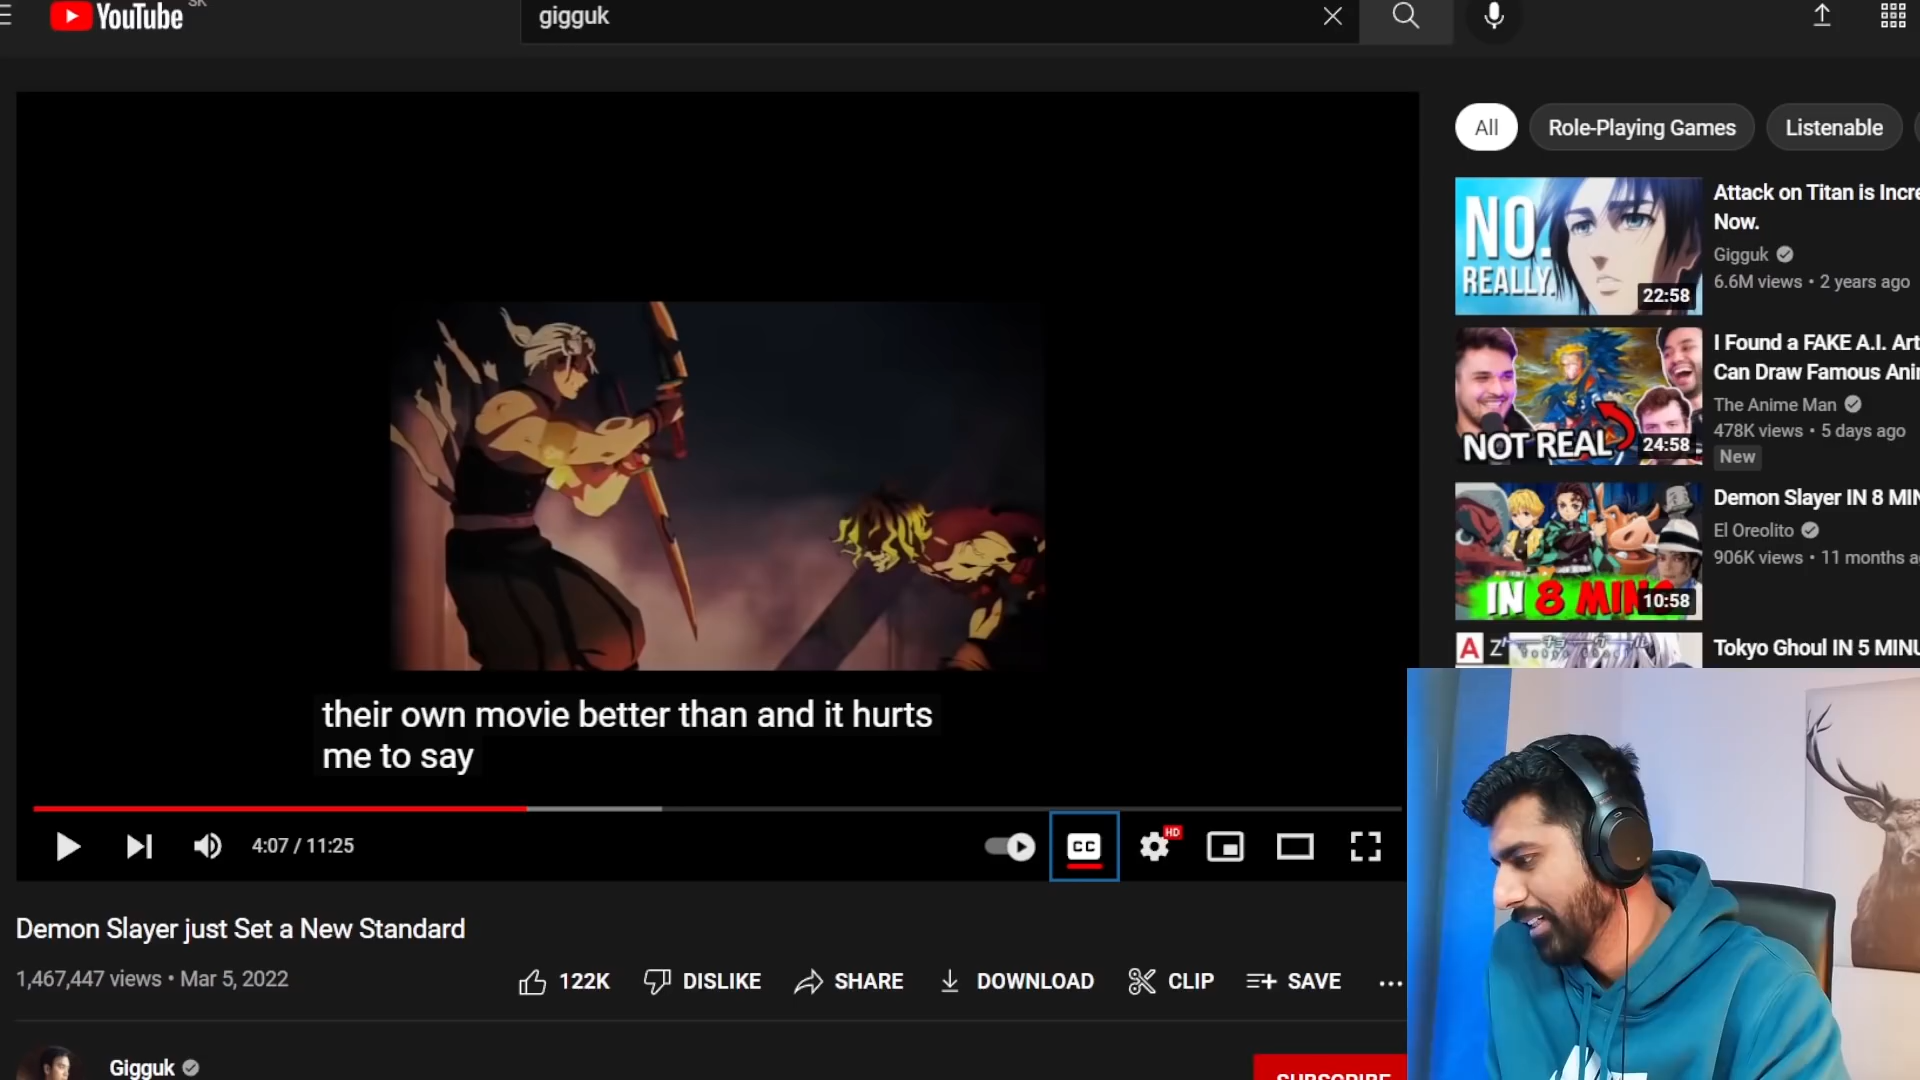 YouTube SK
gigguk
All
Role-Playing Games
Listenable
NO.
REALLY.
22:58
Attack on Titan is Incre
Now.
Gigguk
6.6M views • 2 years ago
NOT REAL
24:58
I Found a FAKE A.I. Art
Can Draw Famous Ani
The Anime Man
478K views • 5 days ago
New
IN 8 MIN
10:58
Demon Slayer IN 8 MIN
El Oreolito
906K views • 11 months a
Tokyo Ghoul IN 5 MINU
their own movie better than and it hurts
me to say
4:07 / 11:25
CC
HD
Demon Slayer just Set a New Standard
1,467,447 views • Mar 5, 2022
122K
DISLIKE
SHARE
DOWNLOAD
CLIP
SAVE
Gigguk
SUBSCRIBE